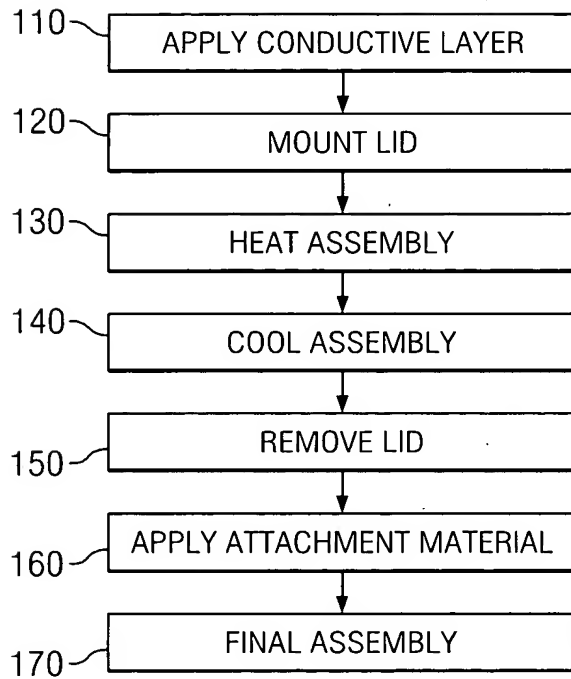 110 APPLY CONDUCTIVE LAYER
120 MOUNT LID
130 HEAT ASSEMBLY
140 COOL ASSEMBLY
150 REMOVE LID
160 APPLY ATTACHMENT MATERIAL
170 FINAL ASSEMBLY